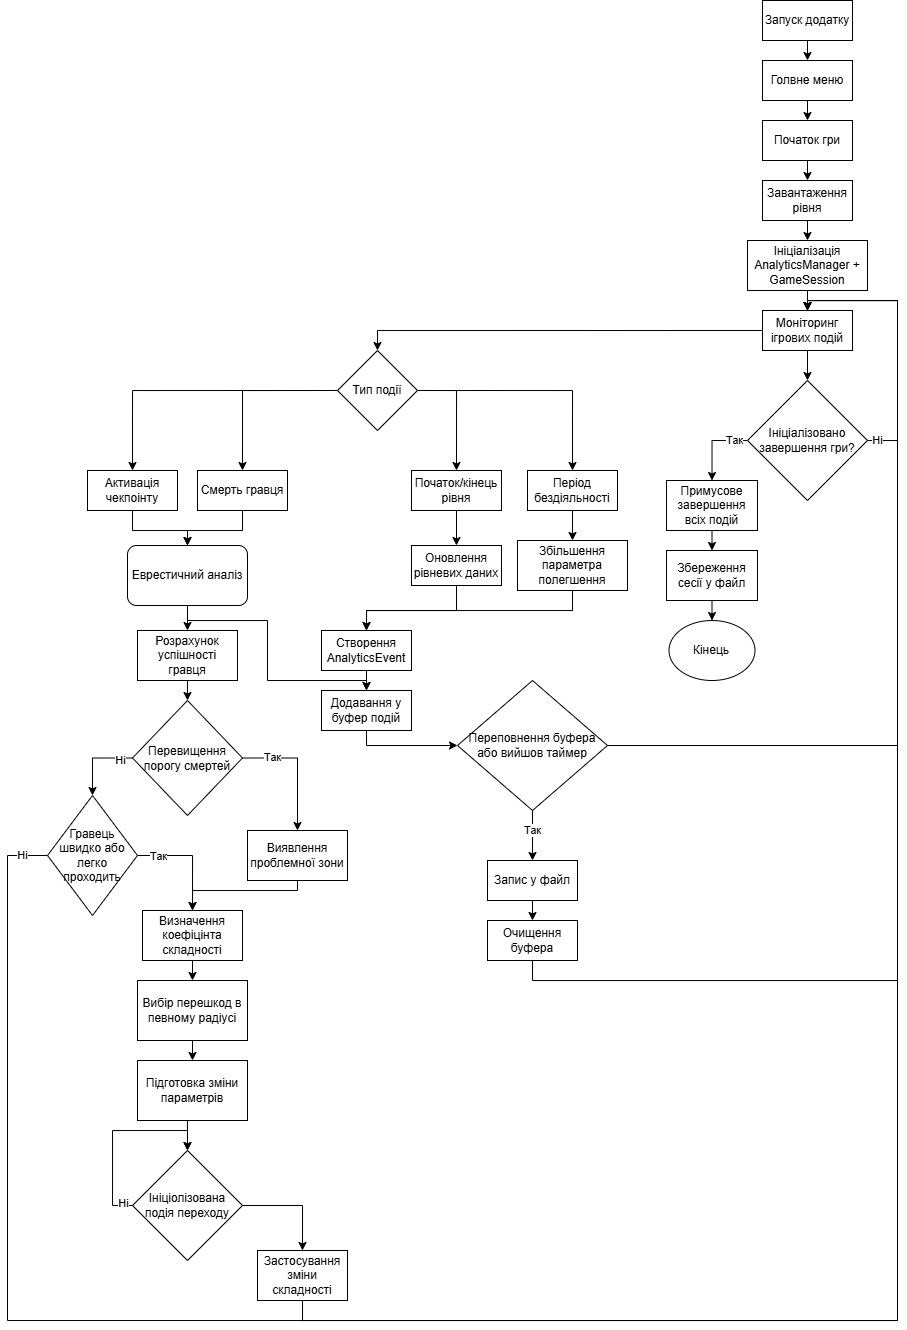 Запуск додатку
Голвне меню
Початок гри
Завантаження
рівня
Ініціалізація
AnalyticsManager +
GameSession
Моніторинг
ігрових подій
Тип події
Ініціалізовано
завершення гри?
Так
Ні
Активація
чекпоінту
Смерть гравця
Початок/кінець
рівня
Період
бездіяльності
Примусове
завершення
всіх подій
Еврестичний аналіз
Оновлення
рівневих даних
Збільшення
параметра
полегшення
Збереження
сесії у файл
Розрахунок
успішності
гравця
Створення
AnalyticsEvent
Кінець
Додавання у
буфер подій
Перевищення
порогу смертей
Ні
Так
Переповнення буфера
або вийшов таймер
Так
Гравець
швидко або
легко
проходить
Ні
Так
Виявлення
проблемної зони
Запис у файл
Визначення
коефіцінта
складності
Очищення
буфера
Вибір перешкод в
певному радіусі
Підготовка зміни
параметрів
Ініціолізована
подія переходу
Ні
Застосування
зміни
складності